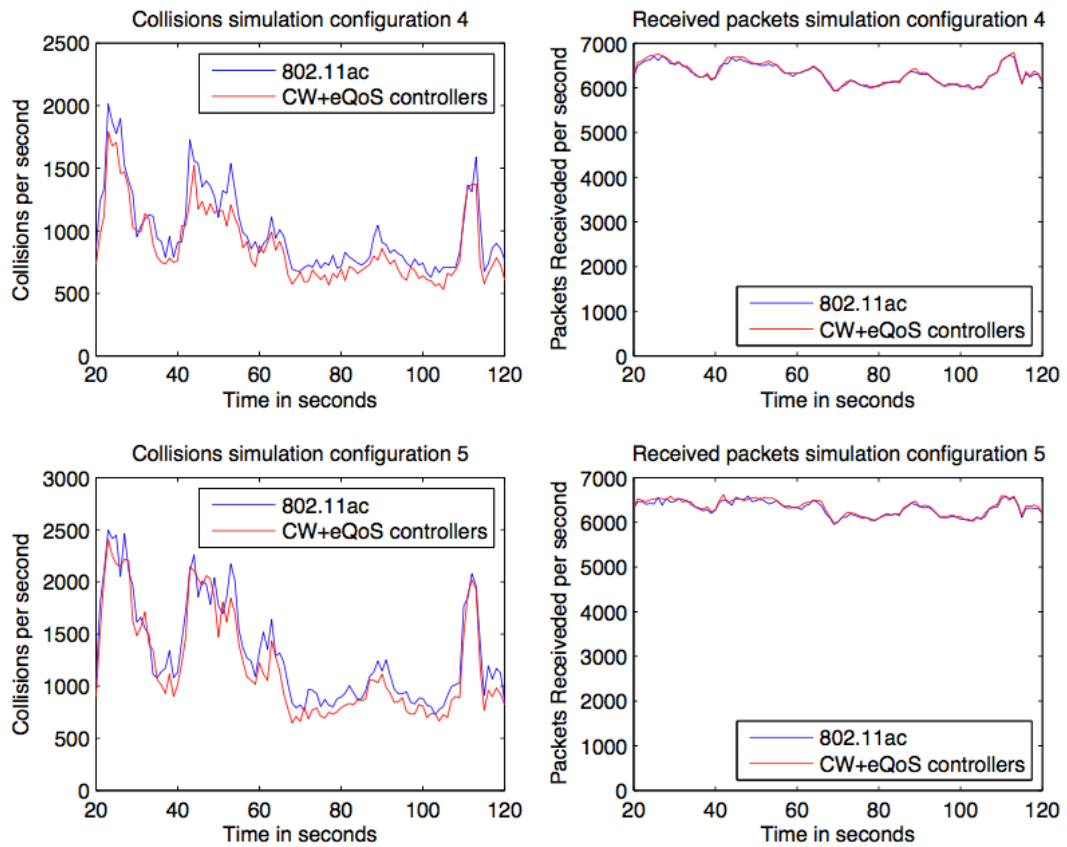 Collisions simulation configuration 4
Collisions per second
2500
2000
1500
1000
500
0
802.11ac
CW+eQoS controllers
20 40 60 80 100 120
Time in seconds
Received packets simulation configuration 4
Packets Receiveded per second
7000
6000
5000
4000
3000
2000
1000
0
802.11ac
CW+eQoS controllers
20 40 60 80 100 120
Time in seconds
Collisions simulation configuration 5
Collisions per second
3000
2500
2000
1500
1000
500
0
802.11ac
CW+eQoS controllers
20 40 60 80 100 120
Time in seconds
Received packets simulation configuration 5
Packets Receiveded per second
7000
6000
5000
4000
3000
2000
1000
0
802.11ac
CW+eQoS controllers
20 40 60 80 100 120
Time in seconds